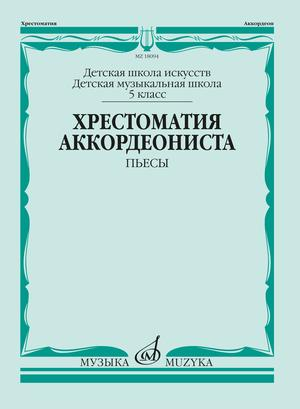 Хрестоматия Аккордеон
MZ 18094
Детская школа искусств
Детская музыкальная школа
5 класс
ХРЕСТОМАТИЯ
АККОРДЕОНИСТА
ПЬЕСЫ
МУЗЫКА MUZYKA